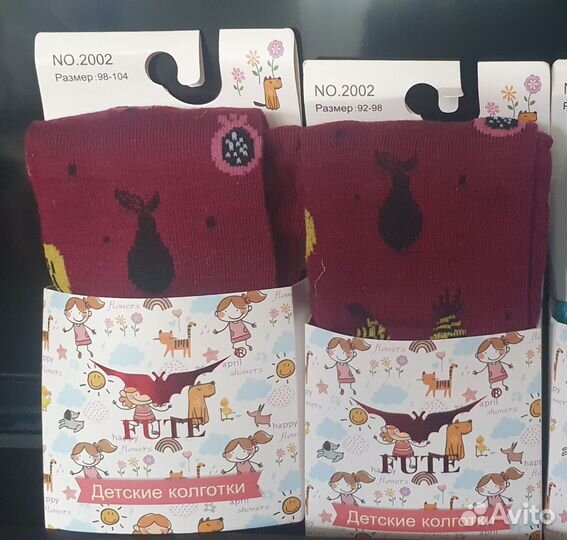 NO.2002
Размер:98-104
NO.2002
Размер:92-98
flowers
flowers
april
showers
happy
®
FUTE
Детские колготки
flowers
flowers
april
showers
happy
®
FUTE
Детские колготки
Avito